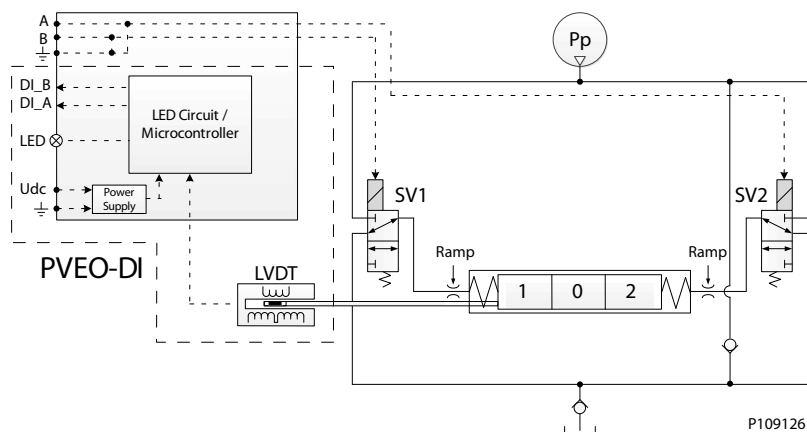 A
B
Pp
DI_B
DI_A
LED Circuit /
Microcontroller
LED
Udc
Power
Supply
SV1
SV2
PVEO-DI
LVDT
Ramp
Ramp
1 0 2
P109126